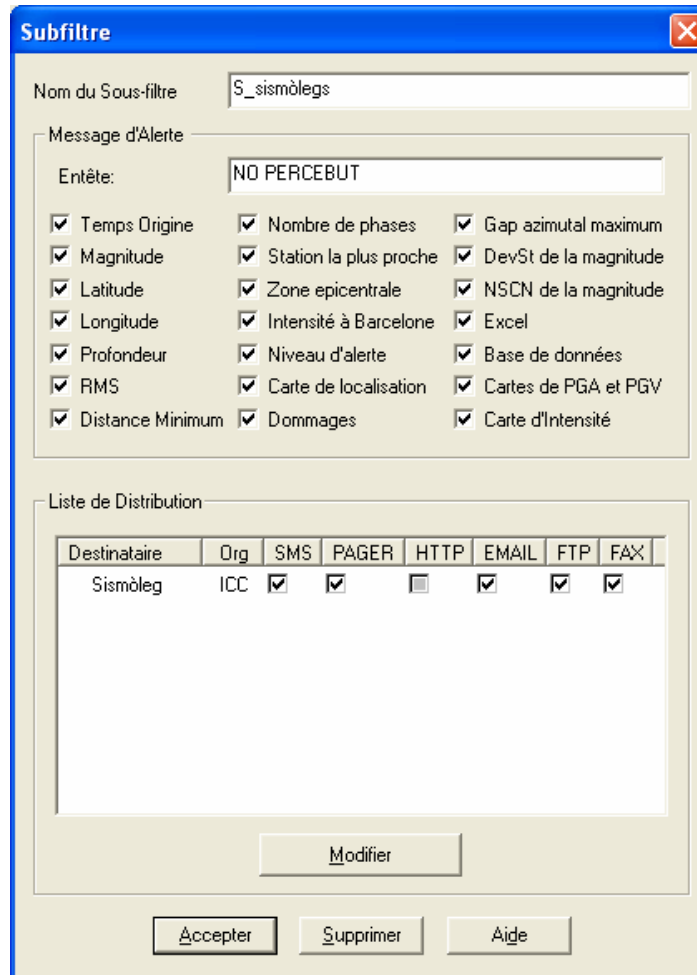 Subfiltre
Nom du Sous-filtre S_sismòlegs
Message d'Alerte
Entête: NO PERCEBUT
Temps Origine Nombre de phases Gap azimutal maximum
Magnitude Station la plus proche DevSt de la magnitude
Latitude Zone epicentrale NSCN de la magnitude
Longitude Intensité à Barcelone Excel
Profondeur Niveau d'alerte Base de données
RMS Carte de localisation Cartes de PGA et PGV
Distance Minimum Dommages Carte d'Intensité
Liste de Distribution
Destinataire Org SMS PAGER HTTP EMAIL FTP FAX
Sismòleg ICC
Modifier
Accepter Supprimer Aide